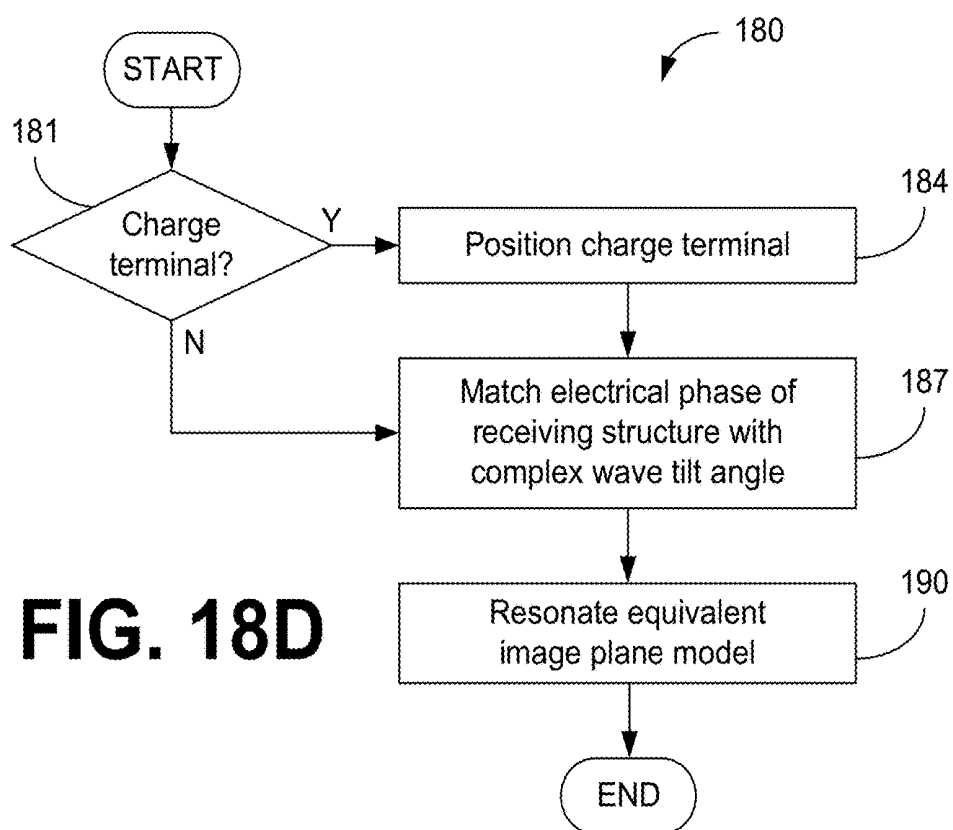 180
START
181
Charge
terminal?
Y
N
184
Position charge terminal
187
Match electrical phase of
receiving structure with
complex wave tilt angle
190
Resonate equivalent
image plane model
FIG. 18D
END